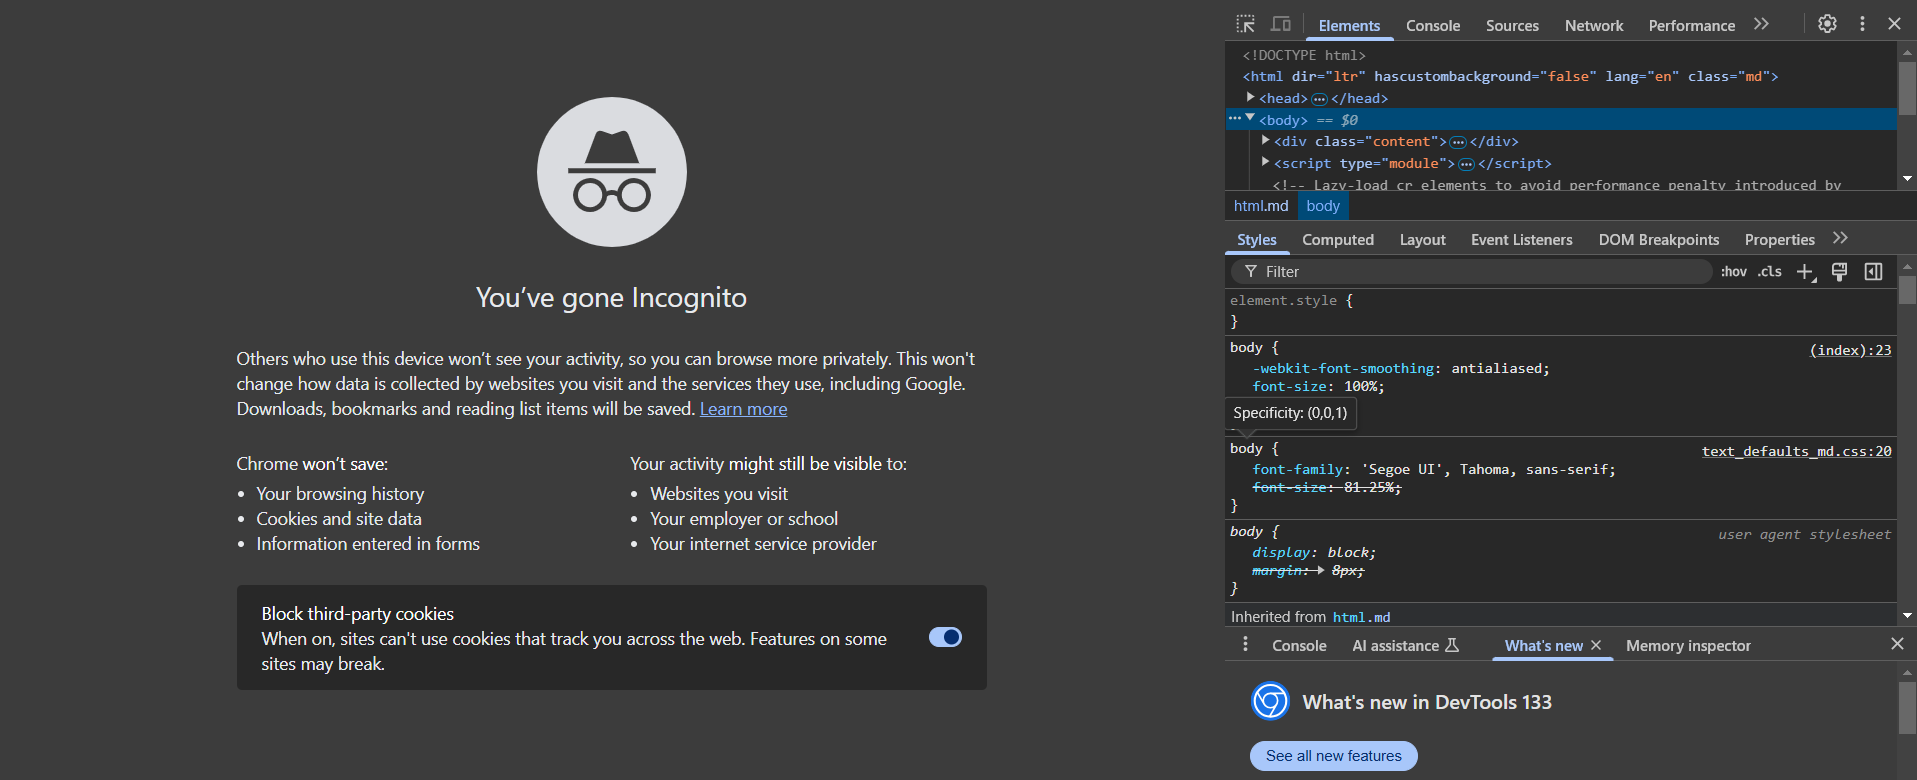 You’ve gone Incognito
Others who use this device won’t see your activity, so you can browse more privately. This won't
change how data is collected by websites you visit and the services they use, including Google.
Downloads, bookmarks and reading list items will be saved. Learn more
Chrome won’t save:
• Your browsing history
• Cookies and site data
• Information entered in forms
Your activity might still be visible to:
• Websites you visit
• Your employer or school
• Your internet service provider
Block third-party cookies
When on, sites can't use cookies that track you across the web. Features on some
sites may break.
Elements Console Sources Network Performance
<!DOCTYPE html>
<html dir="ltr" hascustombackground="false" lang="en" class="md">
<head>…</head>
<body> == $0
<div class="content">…</div>
<script type="module">…</script>
<!-- Lazy-load cr elements to avoid performance penalty introduced by
html.md body
Styles Computed Layout Event Listeners DOM Breakpoints Properties
Filter :hov .cls
element.style {
}
body { (index):23
-webkit-font-smoothing: antialiased;
font-size: 100%;
Specificity: (0,0,1)
body { text_defaults_md.css:20
font-family: 'Segoe UI', Tahoma, sans-serif;
font-size: 81.25%;
}
body { user agent stylesheet
display: block;
margin: 8px;
}
Inherited from html.md
Console AI assistance What's new Memory inspector
What's new in DevTools 133
See all new features